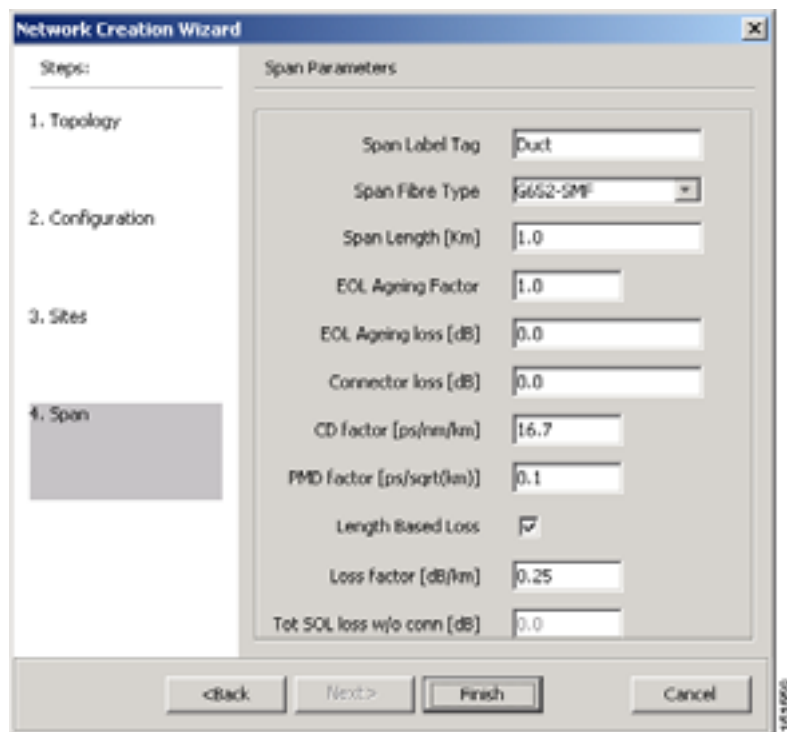 Network Creation Wizard
Steps:
1. Topology
2. Configuration
3. Sites
4. Span
Span Parameters
Span Label Tag Duct
Span Fibre Type G652-SMF
Span Length [Km] 1.0
EOL Ageing Factor 1.0
EOL Ageing loss [dB] 0.0
Connector loss [dB] 0.0
CD factor [ps/nm/km] 16.7
PMD factor [ps/sqrt(km)] 0.1
Length Based Loss
Loss factor [dB/km] 0.25
Tot SOL loss w/o conn [dB] 0.0
<Back Next> Finish Cancel